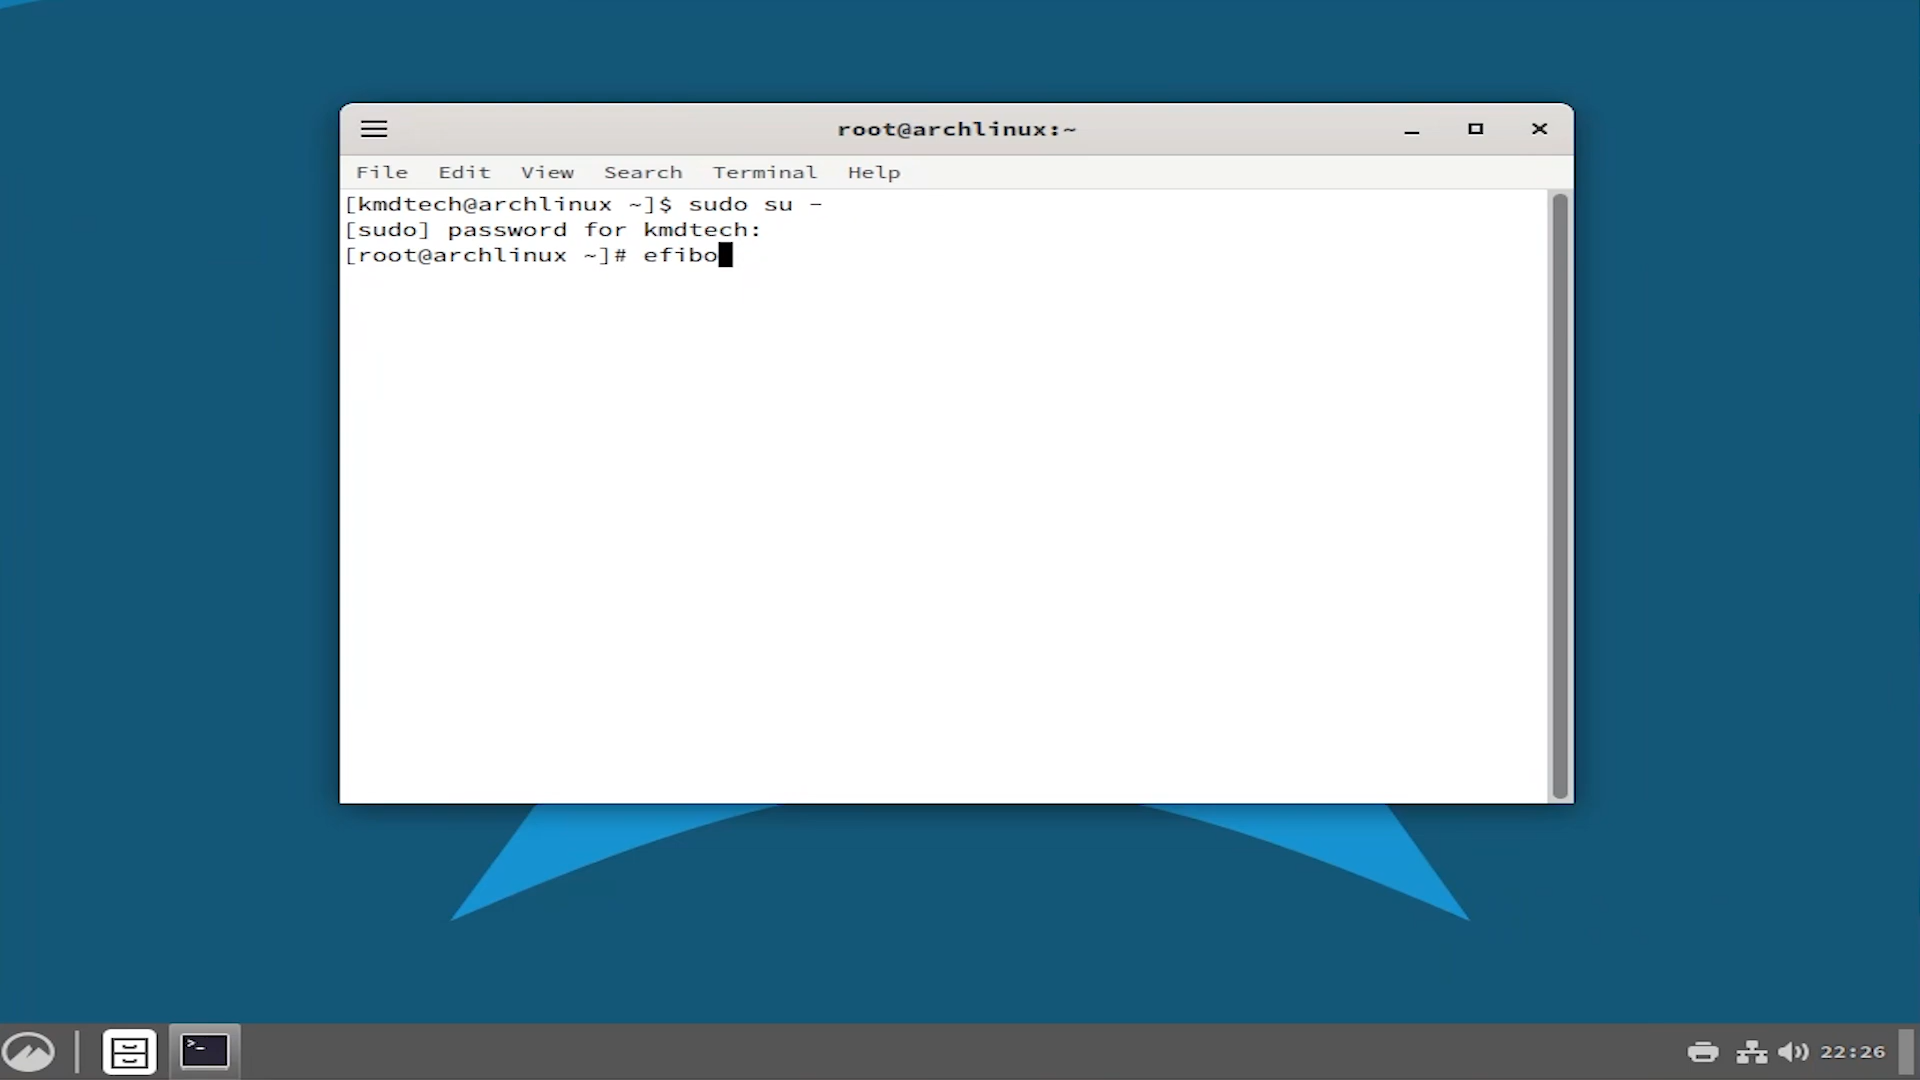 root@archlinux:~
File Edit View Search Terminal Help
[kmdtech@archlinux ~]$ sudo su -
[sudo] password for kmdtech:
[root@archlinux ~]# efibo
>_
22:26